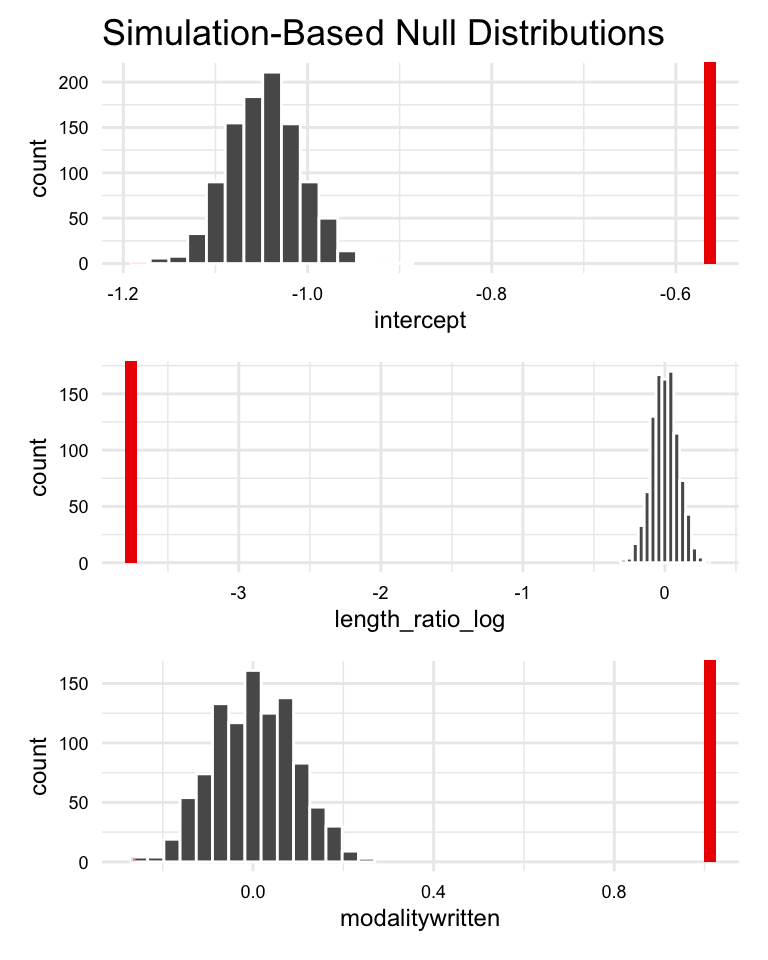 Simulation-Based Null Distributions
200
150
100
50
0
count
-1.2 -1.0 -0.8 -0.6
intercept
150
100
50
0
count
-3 -2 -1 0
length_ratio_log
150
100
50
0
count
0.0 0.4 0.8
modalitywritten